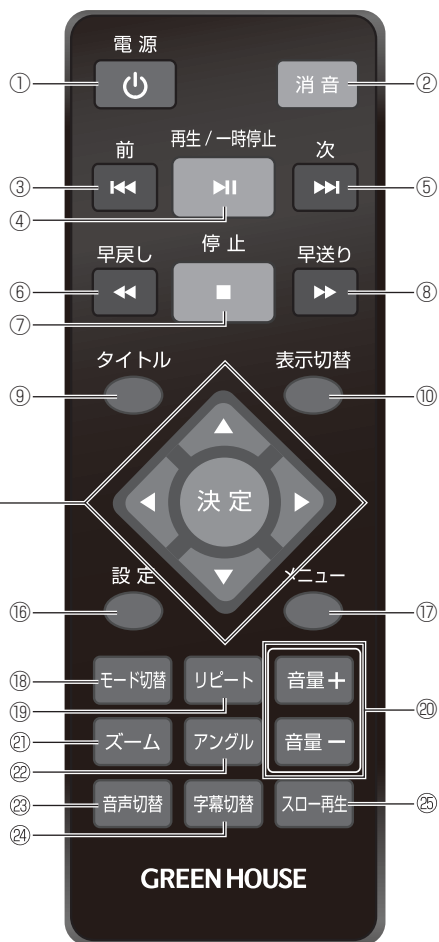 電源
① 消音 ②
前 再生 / 一時停止 次
③ ④ ⑤
早戻し 停止 早送り
⑥ ⑦ ⑧
タイトル 表示切替
⑨ ⑩
決定
設定 メニュー
⑯ ⑰
⑱ モード切替 リピート 音量+
⑲ ⑳
㉑ ズーム アングル 音量-
㉒
㉓ 音声切替 字幕切替 スロー再生 ㉕
㉔
GREEN HOUSE